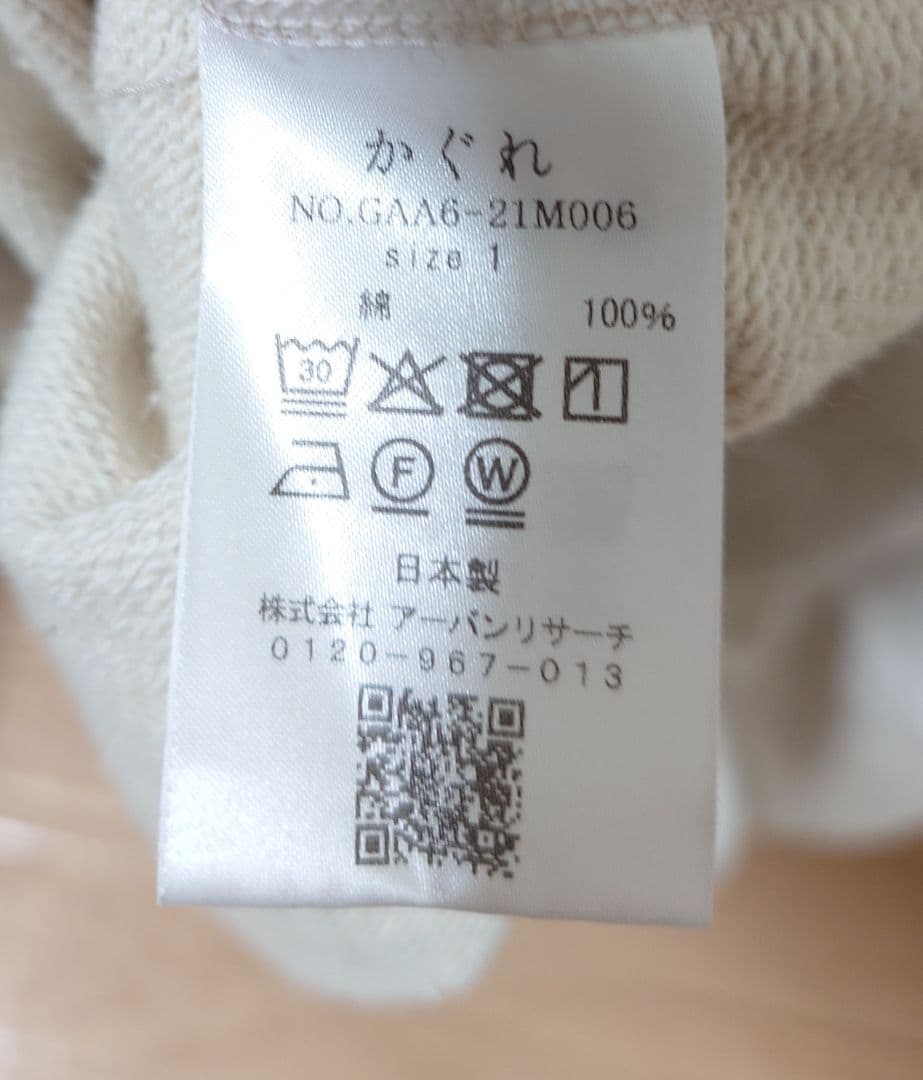 かぐれ
NO.GAA6-21M006
size 1
綿 100%
30
F W
日本製
株式会社 アーバンリサーチ
0120-967-013